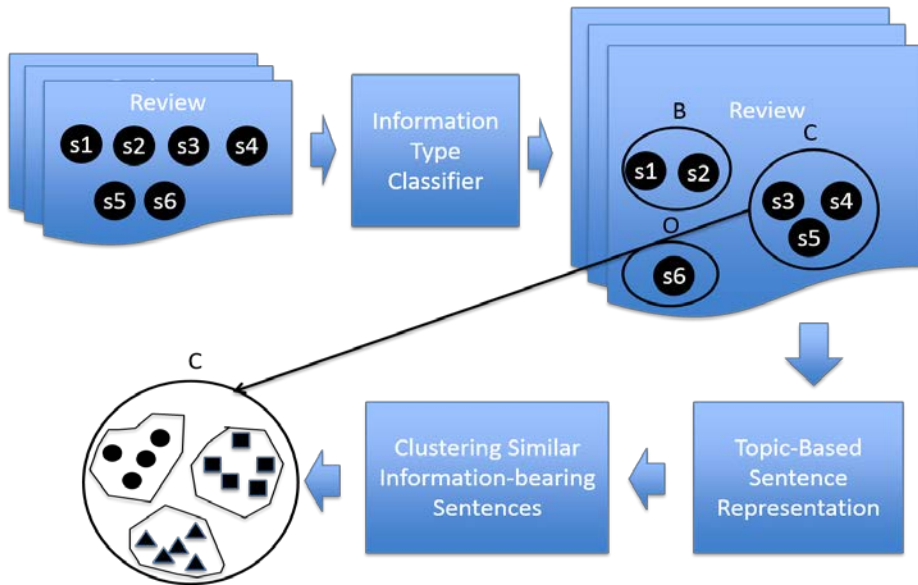 Review
s1 s2 s3 s4
s5 s6
Information
Type
Classifier
Review
B
C
s1 s2
s3 s4
s5
O
s6
C
Clustering Similar
Information-bearing
Sentences
Topic-Based
Sentence
Representation